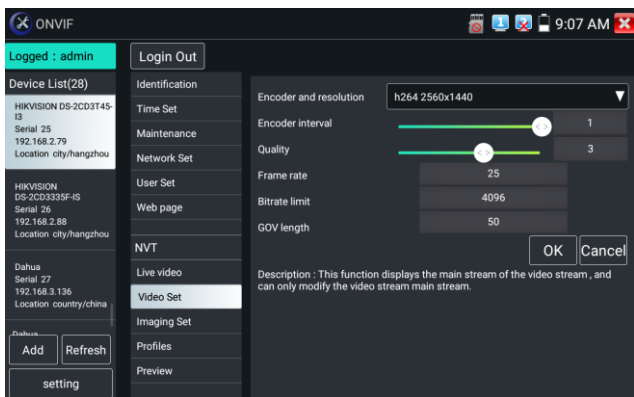 ONVIF
9:07 AM
Logged : admin
Login Out
Device List(28)
HIKVISION DS-2CD3T45-
I3
Serial 25
192.168.2.79
Location city/hangzhou
HIKVISION
DS-2CD3335F-IS
Serial 26
192.168.2.88
Location city/hangzhou
Dahua
Serial 27
192.168.3.136
Location country/china
Dahua
Add
Refresh
setting
Identification
Time Set
Maintenance
Network Set
User Set
Web page
NVT
Live video
Video Set
Imaging Set
Profiles
Preview
Encoder and resolution
h264 2560x1440
Encoder interval
1
Quality
3
Frame rate
25
Bitrate limit
4096
GOV length
50
OK
Cancel
Description : This function displays the main stream of the video stream , and
can only modify the video stream main stream.